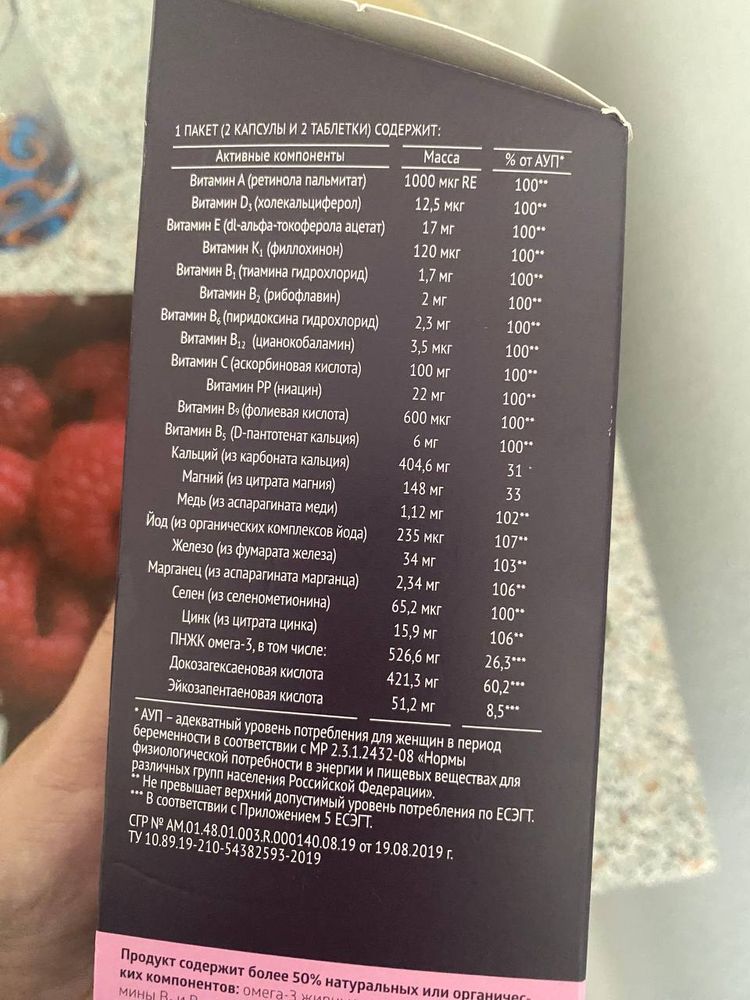 1 ПАКЕТ (2 КАПСУЛЫ И 2 ТАБЛЕТКИ) СОДЕРЖИТ:
Активные компоненты Масса % от АУП*
Витамин А (ретинола пальмитат) 1000 мкг RE 100**
Витамин D₃ (холекальциферол) 12,5 мкг 100**
Витамин Е (dl-альфа-токоферола ацетат) 17 мг 100**
Витамин К₁ (филлохинон) 120 мкг 100**
Витамин В₁ (тиамина гидрохлорид) 1,7 мг 100**
Витамин В₂ (рибофлавин) 2 мг 100**
Витамин В₆ (пиридоксина гидрохлорид) 2,3 мг 100**
Витамин В₁₂ (цианокобаламин) 3,5 мкг 100**
Витамин С (аскорбиновая кислота) 100 мг 100**
Витамин РР (ниацин) 22 мг 100**
Витамин В₉ (фолиевая кислота) 600 мкг 100**
Витамин В₅ (D-пантотенат кальция) 6 мг 100**
Кальций (из карбоната кальция) 404,6 мг 31
Магний (из цитрата магния) 148 мг 33
Медь (из аспарагината меди) 1,12 мг 102**
Йод (из органических комплексов йода) 235 мкг 107**
Железо (из фумарата железа) 34 мг 103**
Марганец (из аспарагината марганца) 2,34 мг 106**
Селен (из селенометионина) 65,2 мкг 100**
Цинк (из цитрата цинка) 15,9 мг 106**
ПНЖК омега-3, в том числе: 526,6 мг 26,3***
Докозагексаеновая кислота 421,3 мг 60,2***
Эйкозапентаеновая кислота 51,2 мг 8,5***
* АУП – адекватный уровень потребления для женщин в период
беременности в соответствии с МР 2.3.1.2432-08 «Нормы
физиологической потребности в энергии и пищевых веществах для
различных групп населения Российской Федерации».
** Не превышает верхний допустимый уровень потребления по ЕСЭГТ.
*** В соответствии с Приложением 5 ЕСЭГТ.
СГР № AM.01.48.01.003.R.000140.08.19 от 19.08.2019 г.
ТУ 10.89.19-210-54382593-2019
Продукт содержит более 50% натуральных или органичес-
ких компонентов: омега-3